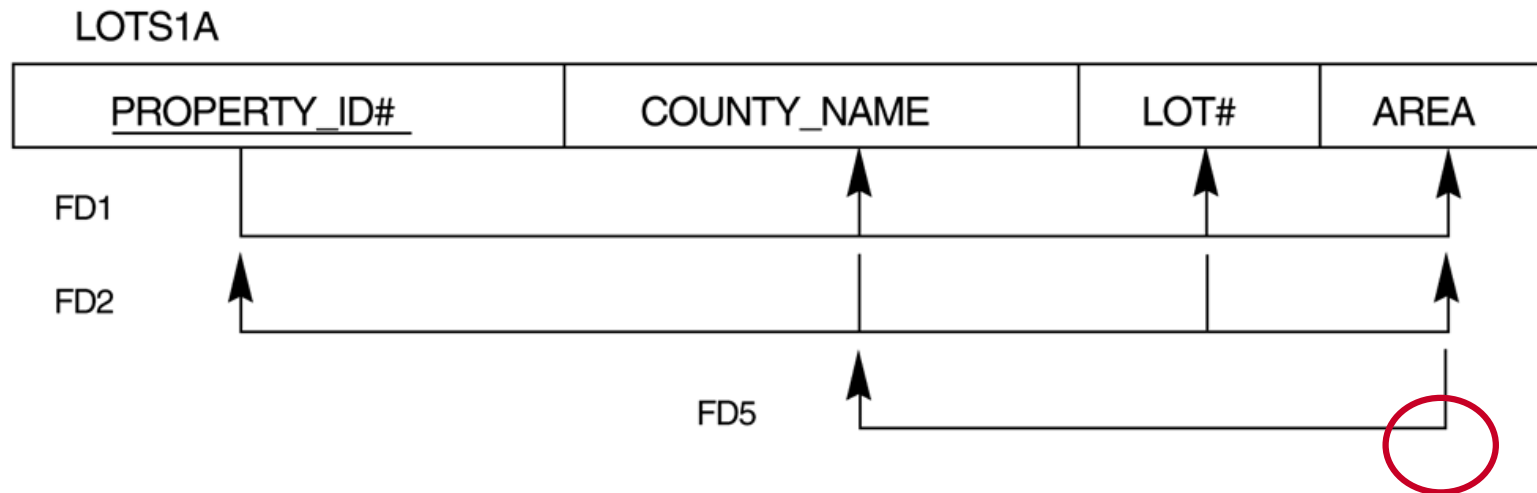 LOTS1A
PROPERTY_ID# COUNTY_NAME LOT# AREA
FD1
FD2
FD5